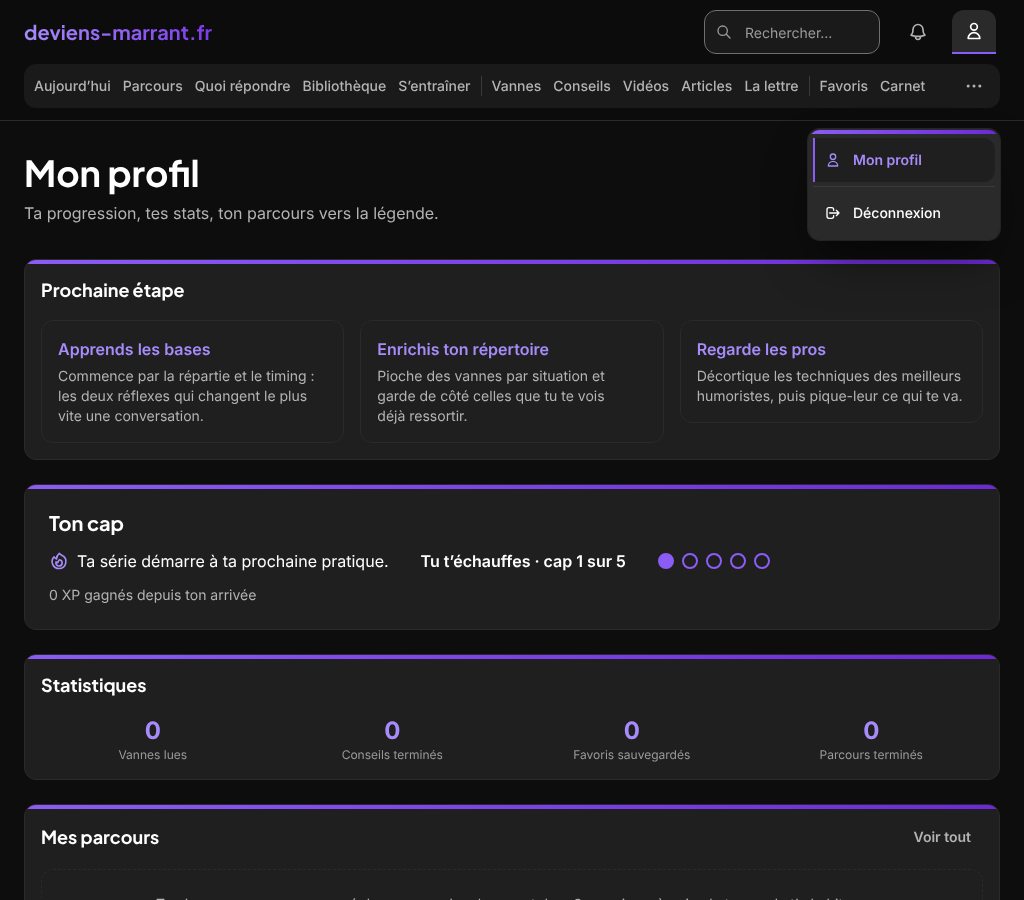 deviens-marrant.fr
Rechercher...
Aujourd’hui Parcours Quoi répondre Bibliothèque S’entraîner Vannes Conseils Vidéos Articles La lettre Favoris Carnet ...
Mon profil
Déconnexion
Mon profil
Ta progression, tes stats, ton parcours vers la légende.
Prochaine étape
Apprends les bases
Commence par la répartie et le timing :
les deux réflexes qui changent le plus
vite une conversation.
Enrichis ton répertoire
Pioche des vannes par situation et
garde de côté celles que tu te vois
déjà ressortir.
Regarde les pros
Décortique les techniques des meilleurs
humoristes, puis pique-leur ce qui te va.
Ton cap
Ta série démarre à ta prochaine pratique. Tu t’échauffes · cap 1 sur 5
0 XP gagnés depuis ton arrivée
Statistiques
0
Vannes lues
0
Conseils terminés
0
Favoris sauvegardés
0
Parcours terminés
Mes parcours
Voir tout